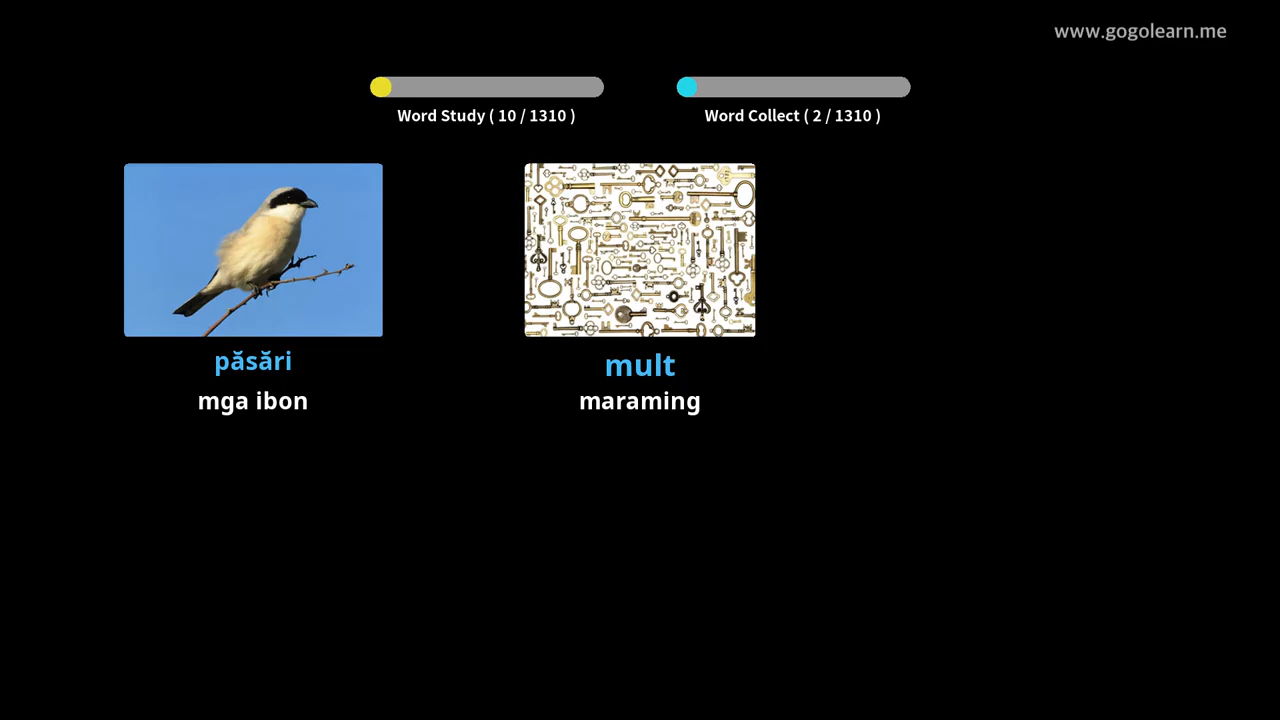 www.gogolearn.me
Word Study ( 10 / 1310 )
Word Collect ( 2 / 1310 )
păsări
mga ibon
mult
maraming